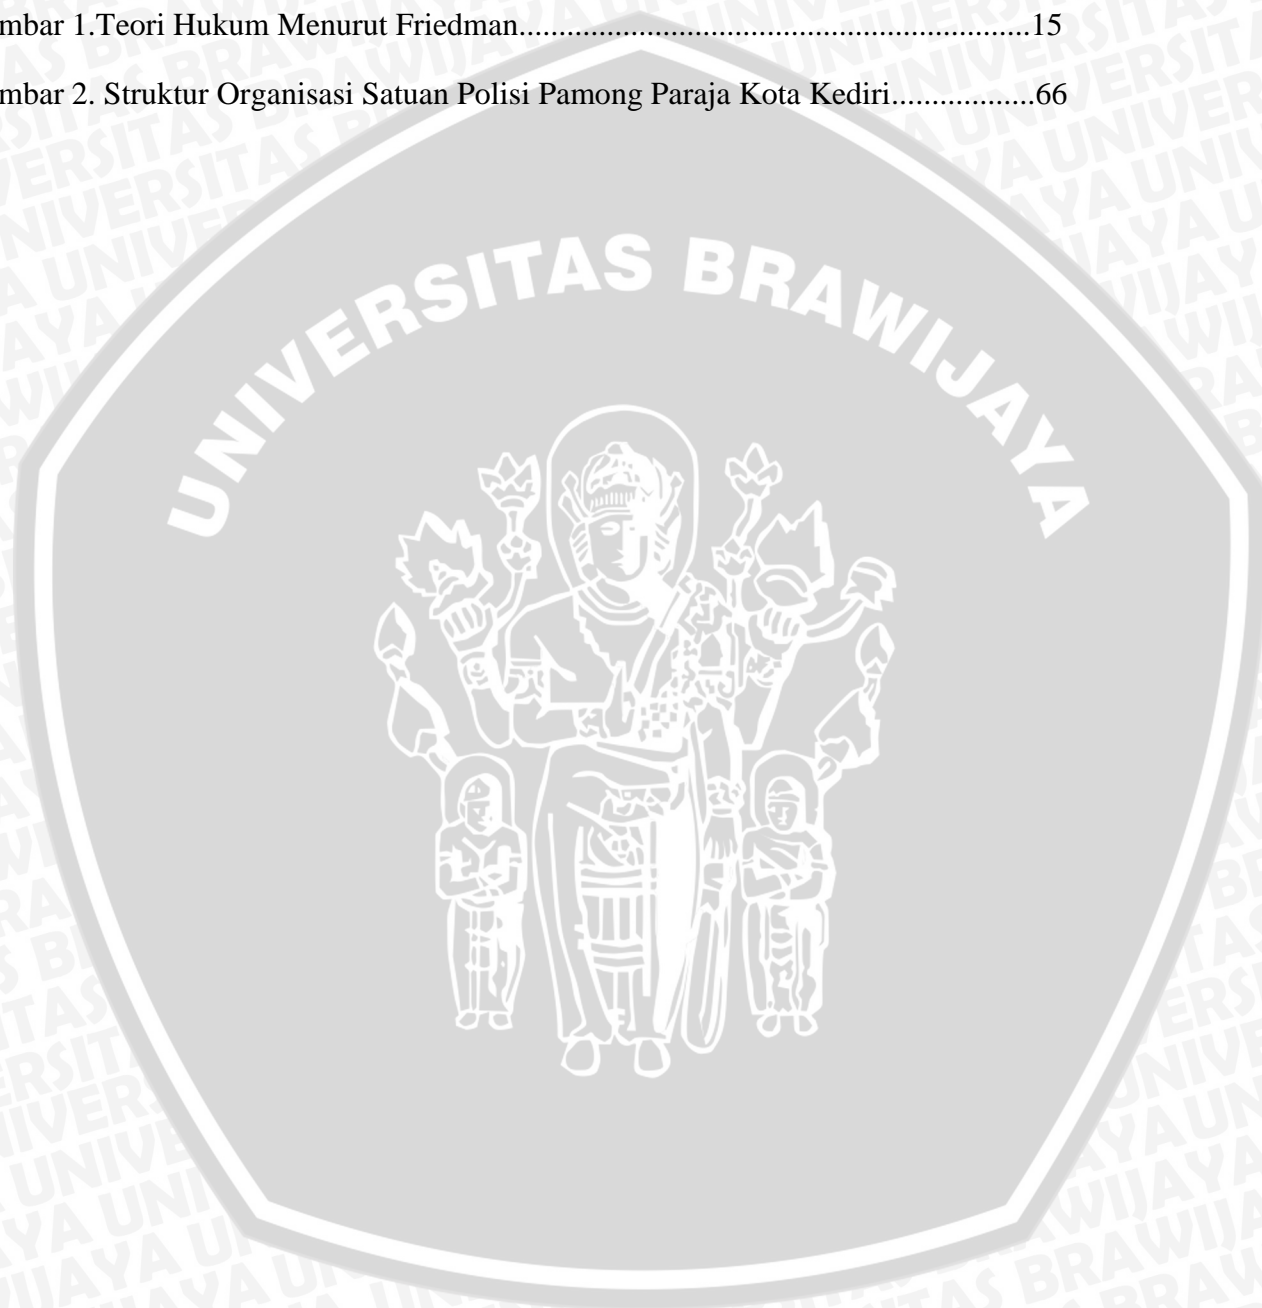 mbar 1.Teori Hukum Menurut Friedman...............................................................15
mbar 2. Struktur Organisasi Satuan Polisi Pamong Paraja Kota Kediri..................66
UNIVERSITAS BRAWIJAYA